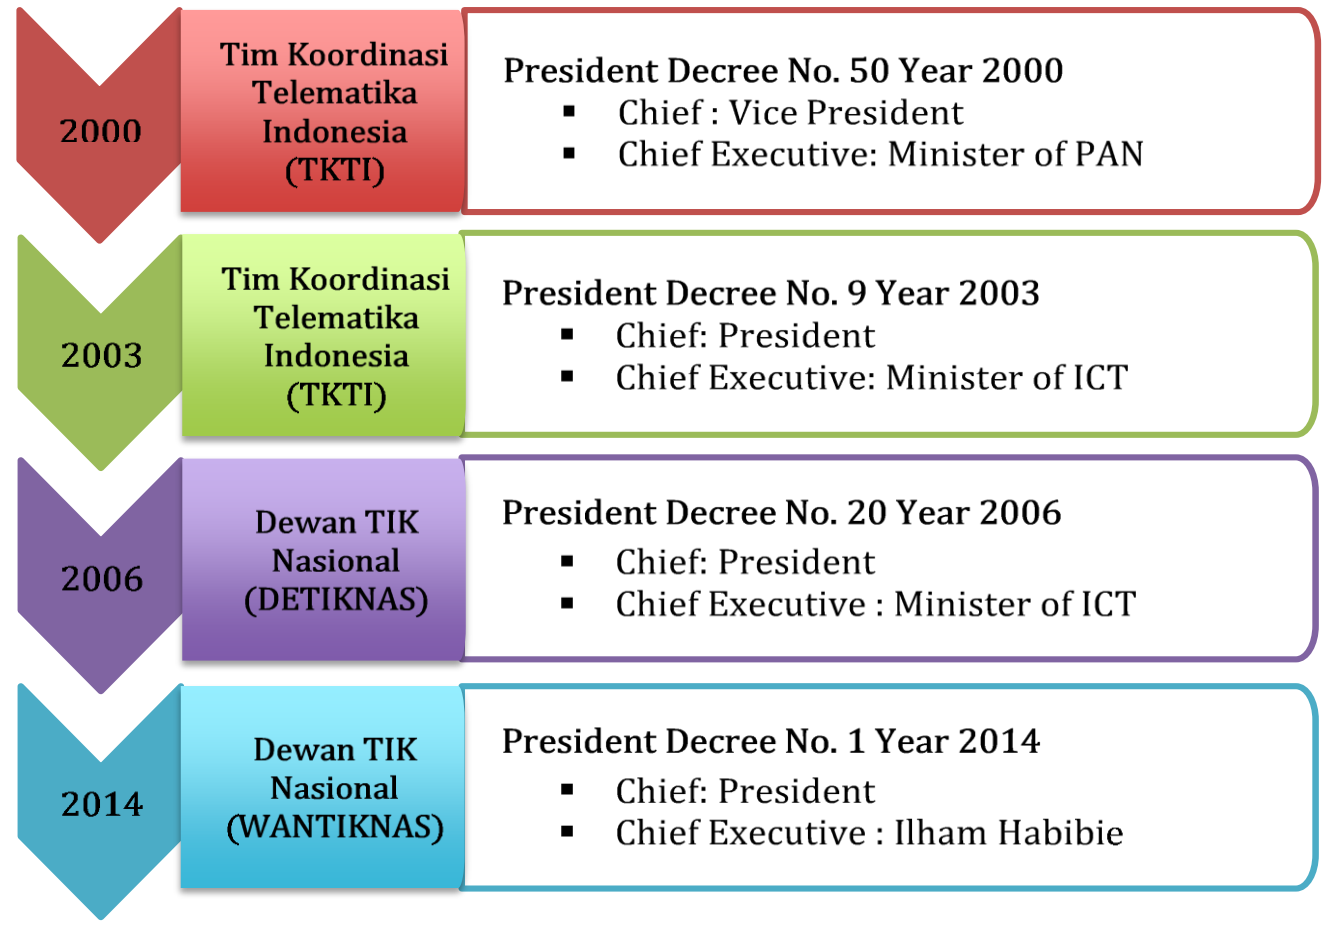 2000
Tim Koordinasi
Telematika
Indonesia
(TKTI)
President Decree No. 50 Year 2000
▪ Chief : Vice President
▪ Chief Executive: Minister of PAN
2003
Tim Koordinasi
Telematika
Indonesia
(TKTI)
President Decree No. 9 Year 2003
▪ Chief: President
▪ Chief Executive: Minister of ICT
2006
Dewan TIK
Nasional
(DETIKNAS)
President Decree No. 20 Year 2006
▪ Chief: President
▪ Chief Executive : Minister of ICT
2014
Dewan TIK
Nasional
(WANTIKNAS)
President Decree No. 1 Year 2014
▪ Chief: President
▪ Chief Executive : Ilham Habibie